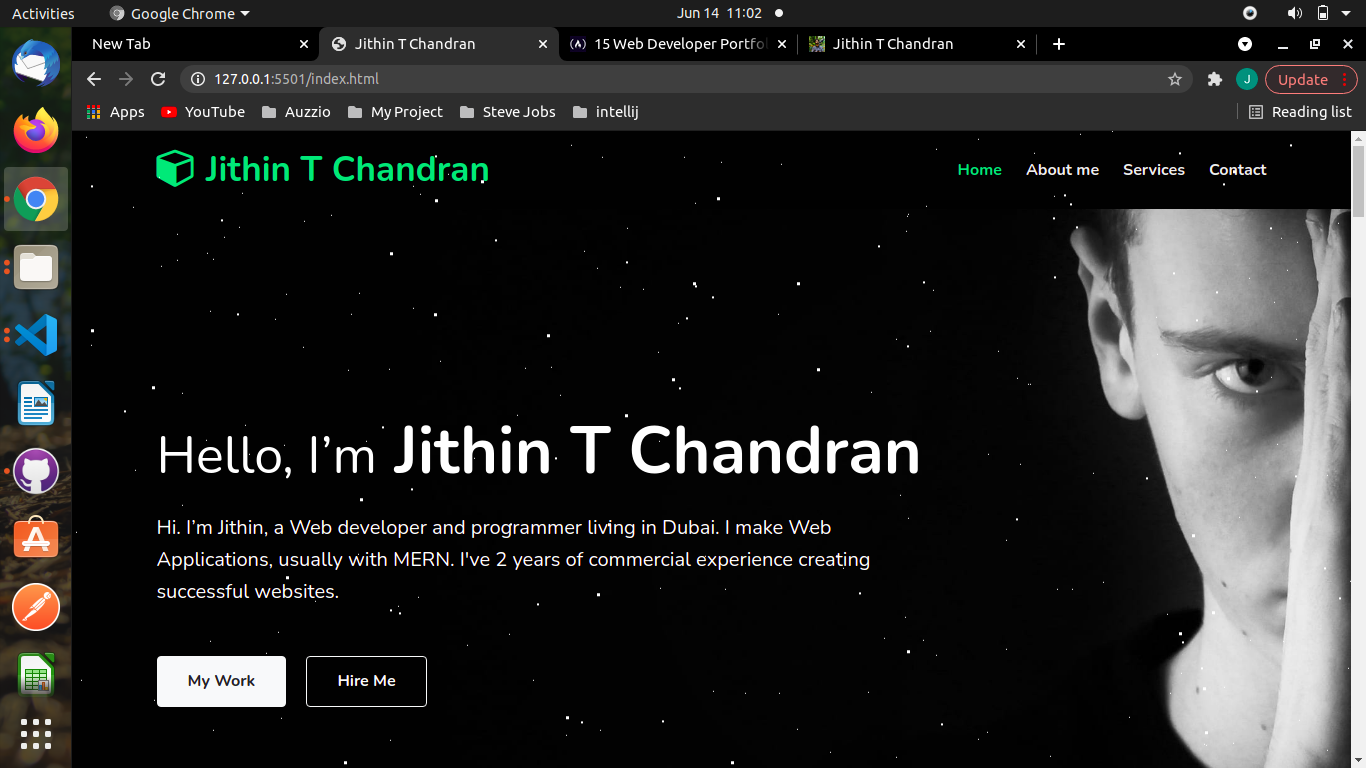 Activities
Google Chrome
Jun 14 11:02
New Tab
Jithin T Chandran
15 Web Developer Portfol
Jithin T Chandran
127.0.0.1:5501/index.html
J
Update
Apps
YouTube
Auzzio
My Project
Steve Jobs
intellij
Reading list
Jithin T Chandran
Home
About me
Services
Contact
Hello, I’m Jithin T Chandran
Hi. I’m Jithin, a Web developer and programmer living in Dubai. I make Web
Applications, usually with MERN. I've 2 years of commercial experience creating
successful websites.
My Work
Hire Me